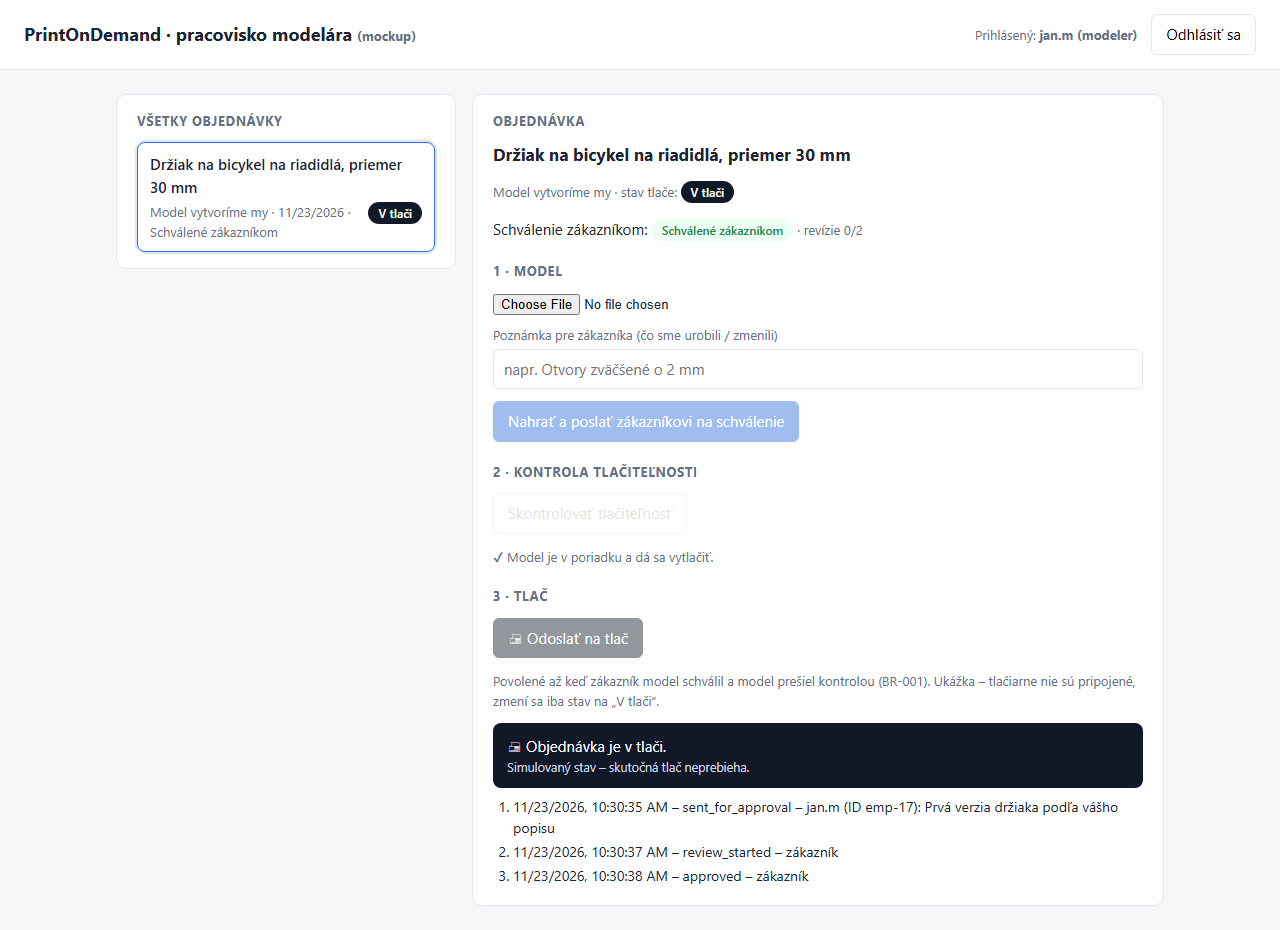 PrintOnDemand · pracovisko modelára (mockup)
Prihlásený: jan.m (modeler)
Odhlásiť sa
VŠETKY OBJEDNÁVKY
Držiak na bicykel na riadidlá, priemer
30 mm
Model vytvoríme my · 11/23/2026 ·
Schválené zákazníkom
V tlači
OBJEDNÁVKA
Držiak na bicykel na riadidlá, priemer 30 mm
Model vytvoríme my · stav tlače: V tlači
Schválenie zákazníkom: Schválené zákazníkom · revízie 0/2
1 · MODEL
Choose File No file chosen
Poznámka pre zákazníka (čo sme urobili / zmenili)
napr. Otvory zväčšené o 2 mm
Nahrať a poslať zákazníkovi na schválenie
2 · KONTROLA TLAČITEĽNOSTI
Skontrolovať tlačiteľnosť
✓ Model je v poriadku a dá sa vytlačiť.
3 · TLAČ
Odoslať na tlač
Povolené až keď zákazník model schválil a model prešiel kontrolou (BR-001). Ukážka – tlačiarne nie sú pripojené,
zmení sa iba stav na „V tlači“.
Objednávka je v tlači.
Simulovaný stav – skutočná tlač neprebieha.
1. 11/23/2026, 10:30:35 AM – sent_for_approval – jan.m (ID emp-17): Prvá verzia držiaka podľa vášho
popisu
2. 11/23/2026, 10:30:37 AM – review_started – zákazník
3. 11/23/2026, 10:30:38 AM – approved – zákazník